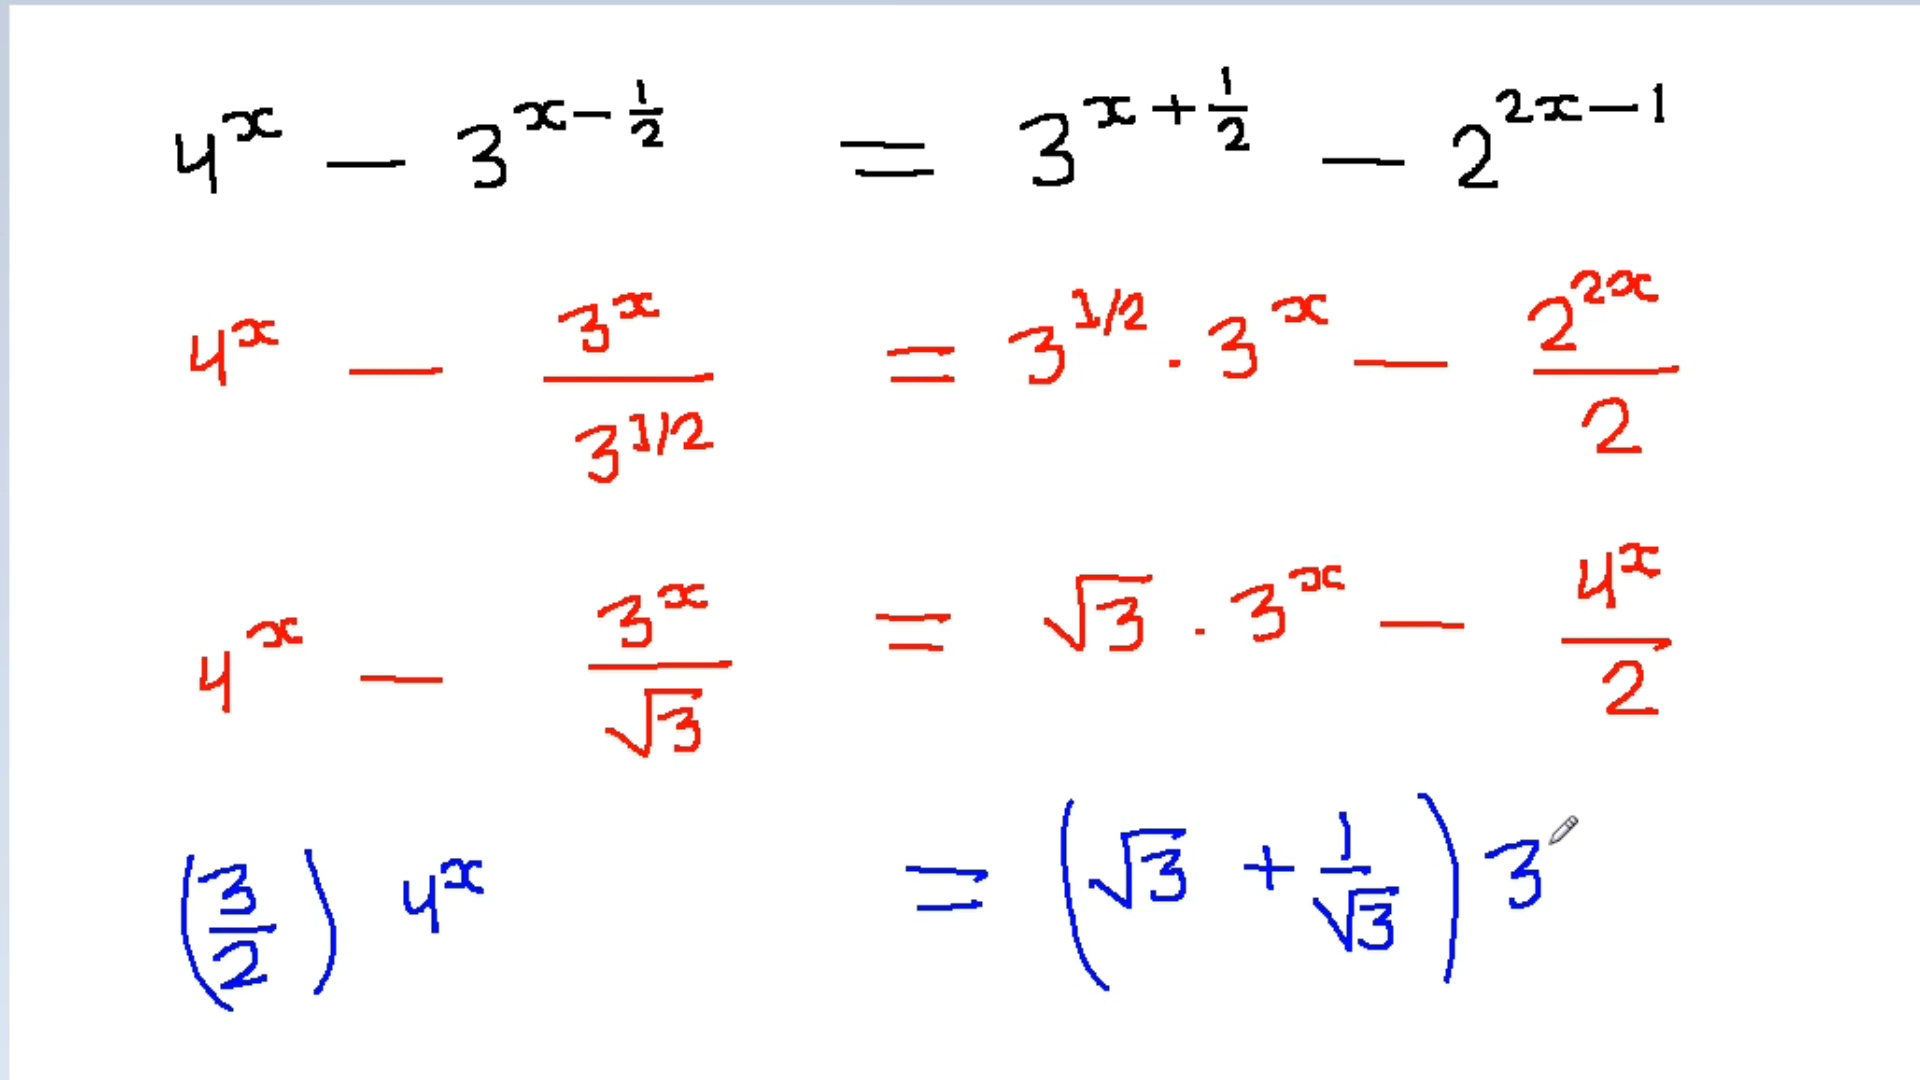 4^x − 3^(x − 1/2) = 3^(x + 1/2) − 2^(2x − 1)
4^x − 3^x / 3^(1/2) = 3^(1/2) · 3^x − 2^(2x) / 2
4^x − 3^x / √3 = √3 · 3^x − 4^x / 2
(3/2) 4^x = (√3 + 1/√3) 3